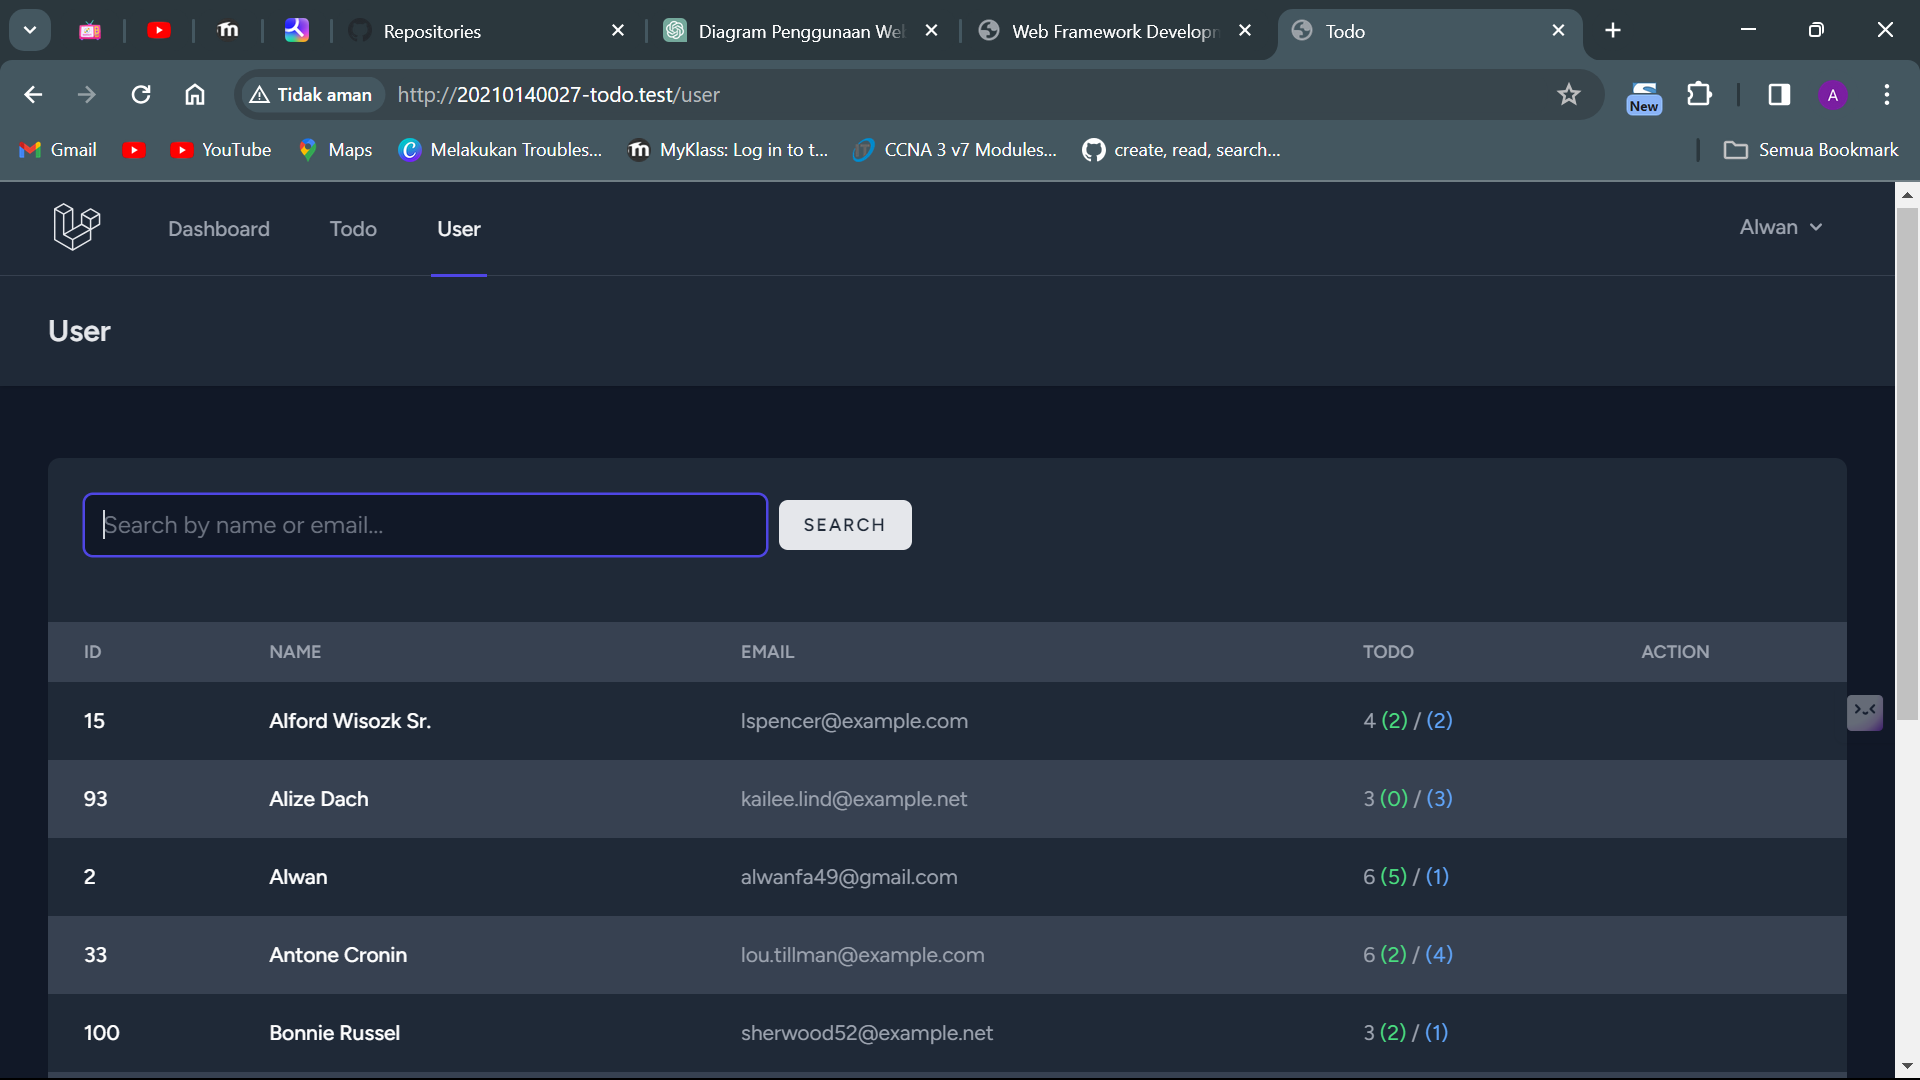 Repositories
Diagram Penggunaan Wel
Web Framework Developm
Todo
Tidak aman
http://20210140027-todo.test/user
New
A
Gmail
YouTube
Maps
Melakukan Troubles...
MyKlass: Log in to t...
CCNA 3 v7 Modules...
create, read, search...
Semua Bookmark
Dashboard
Todo
User
Alwan
User
Search by name or email...
SEARCH
ID NAME EMAIL TODO ACTION
15 Alford Wisozk Sr. lspencer@example.com 4 (2) / (2)
93 Alize Dach kailee.lind@example.net 3 (0) / (3)
2 Alwan alwanfa49@gmail.com 6 (5) / (1)
33 Antone Cronin lou.tillman@example.com 6 (2) / (4)
100 Bonnie Russel sherwood52@example.net 3 (2) / (1)